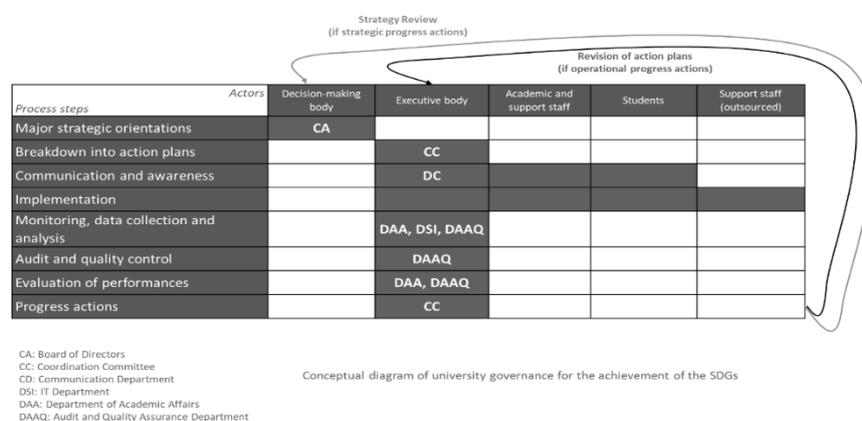 Strategy Review
(if strategic progress actions)
Revision of action plans
(if operational progress actions)
Actors
Process steps
Decision-making
body
Executive body
Academic and
support staff
Students
Support staff
(outsourced)
Major strategic orientations
CA
Breakdown into action plans
CC
Communication and awareness
DC
Implementation
Monitoring, data collection and
analysis
DAA, DSI, DAAQ
Audit and quality control
DAAQ
Evaluation of performances
DAA, DAAQ
Progress actions
CC
CA: Board of Directors
CC: Coordination Committee
CD: Communication Department
DSI: IT Department
DAA: Department of Academic Affairs
DAAQ: Audit and Quality Assurance Department
Conceptual diagram of university governance for the achievement of the SDGs